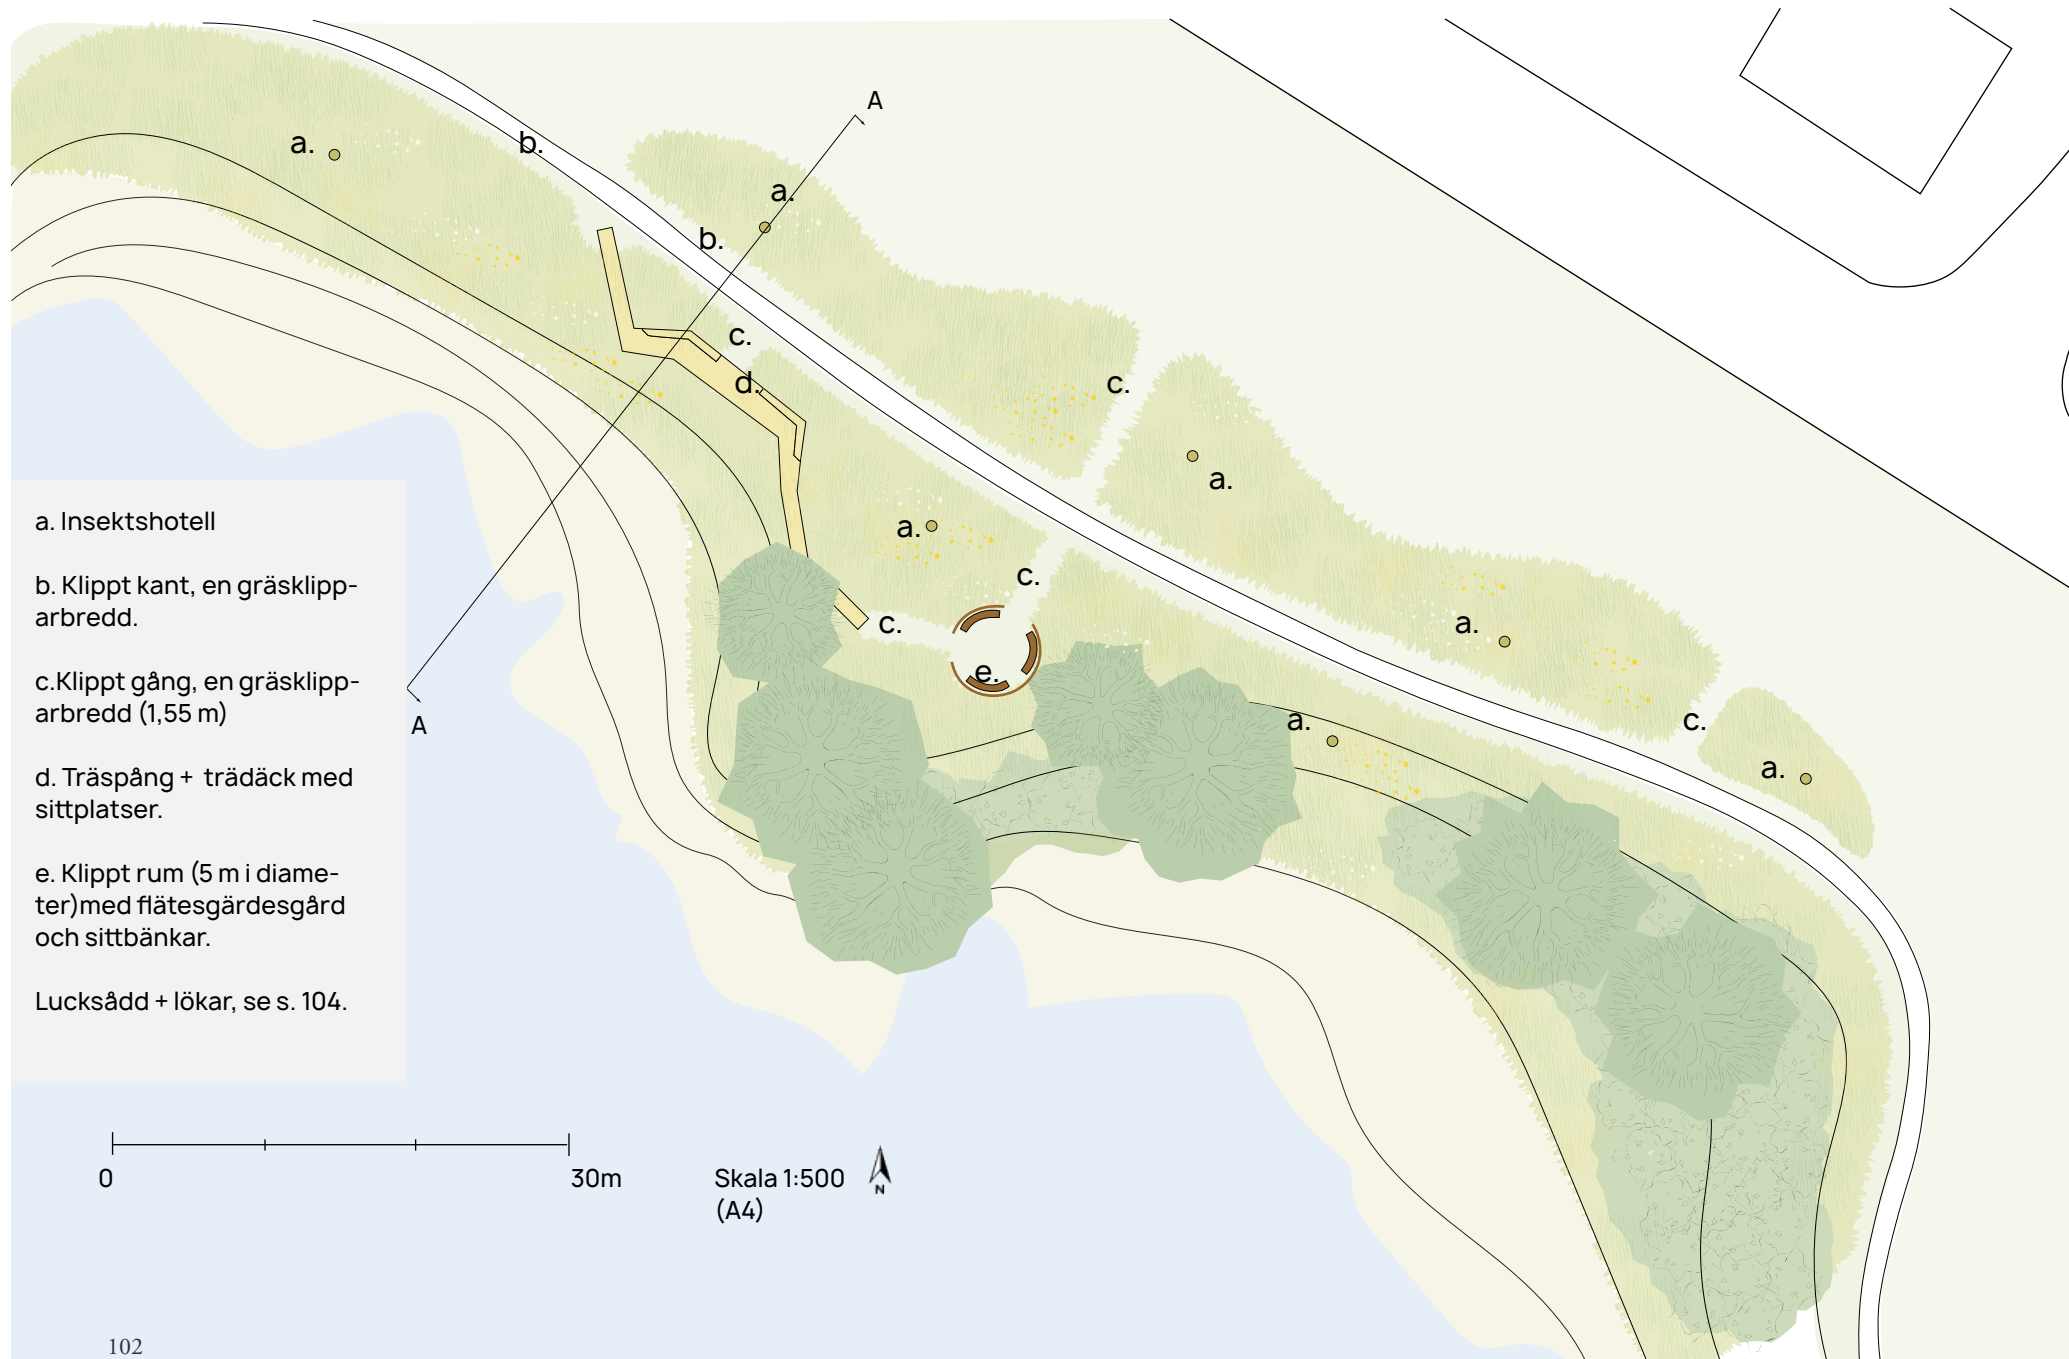 A
a.
b.
a.
b.
c.
d.
c.
a.
a.
c.
c.
e.
a.
a.
c.
a.
A
a. Insektshotell
b. Klippt kant, en gräsklipp-
arbredd.
c.Klippt gång, en gräsklipp-
arbredd (1,55 m)
d. Träspång + trädäck med
sittplatser.
e. Klippt rum (5 m i diame-
ter)med flätesgärdesgård
och sittbänkar.
Lucksådd + lökar, se s. 104.
0
30m
Skala 1:500
(A4)
N
102